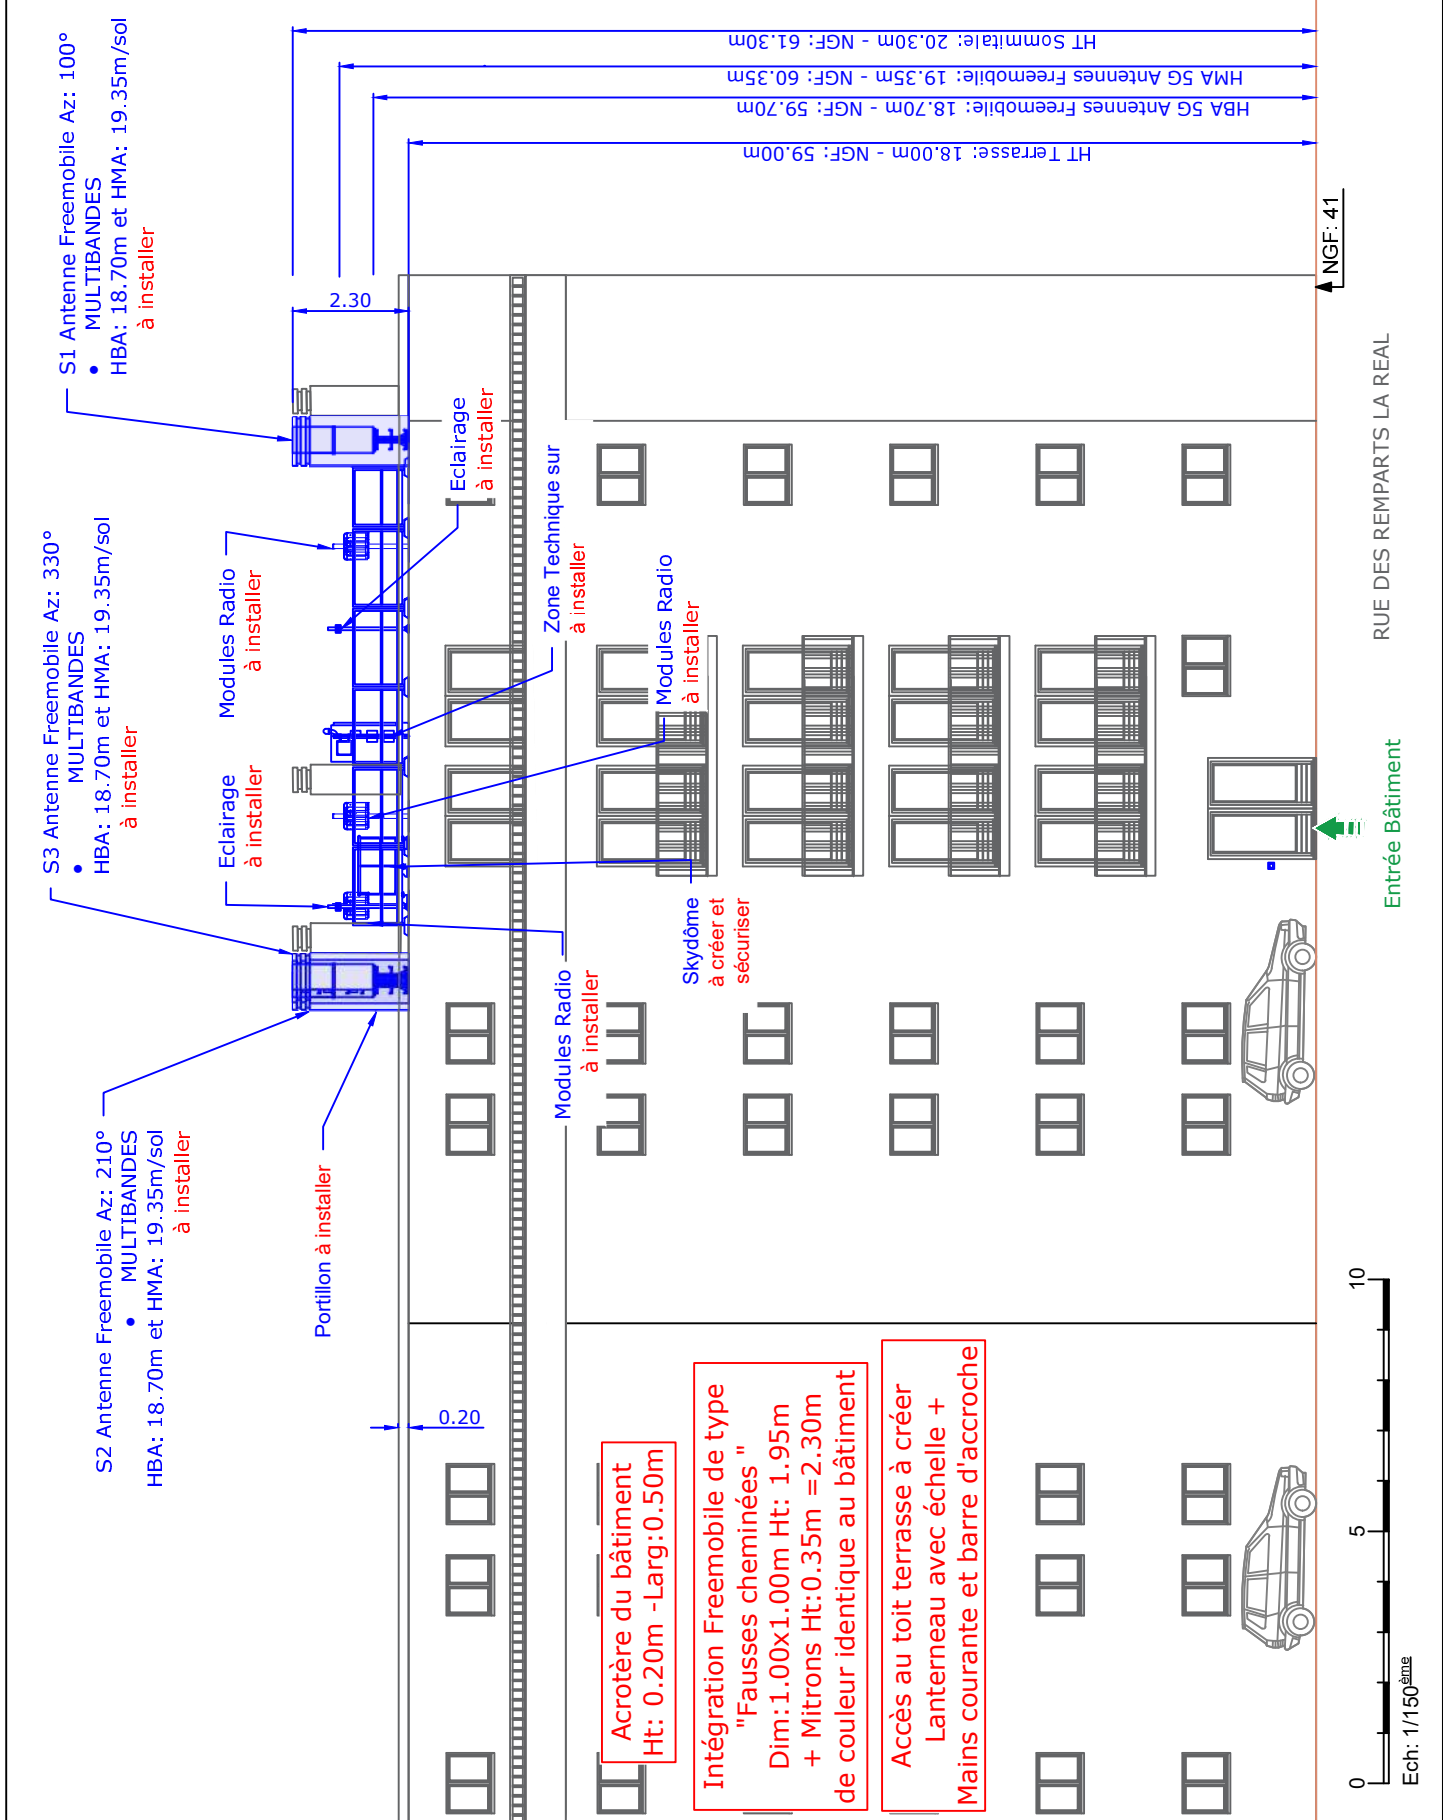 S2 Antenne Freemobile Az: 210°
• MULTIBANDES
HBA: 18.70m et HMA: 19.35m/sol
à installer
S3 Antenne Freemobile Az: 330°
• MULTIBANDES
HBA: 18.70m et HMA: 19.35m/sol
à installer
S1 Antenne Freemobile Az: 100°
• MULTIBANDES
HBA: 18.70m et HMA: 19.35m/sol
à installer
Portillon à installer
Eclairage
à installer
Modules Radio
à installer
2.30
0.20
Eclairage
à installer
Zone Technique sur
à installer
Modules Radio
à installer
Modules Radio
à installer
Skydôme
à créer et
sécuriser
HT Sommitale: 20.30m - NGF: 61.30m
HMA 5G Antennes Freemobile: 19.35m - NGF: 60.35m
HBA 5G Antennes Freemobile: 18.70m - NGF: 59.70m
HT Terrasse: 18.00m - NGF: 59.00m
Acrotère du bâtiment
Ht: 0.20m -Larg:0.50m
Intégration Freemobile de type
"Fausses cheminées "
Dim:1.00x1.00m Ht: 1.95m
+ Mitrons Ht:0.35m =2.30m
de couleur identique au bâtiment
Accès au toit terrasse à créer
Lanterneau avec échelle +
Mains courante et barre d'accroche
NGF: 41
RUE DES REMPARTS LA REAL
Entrée Bâtiment
0 5 10
Ech: 1/150ème